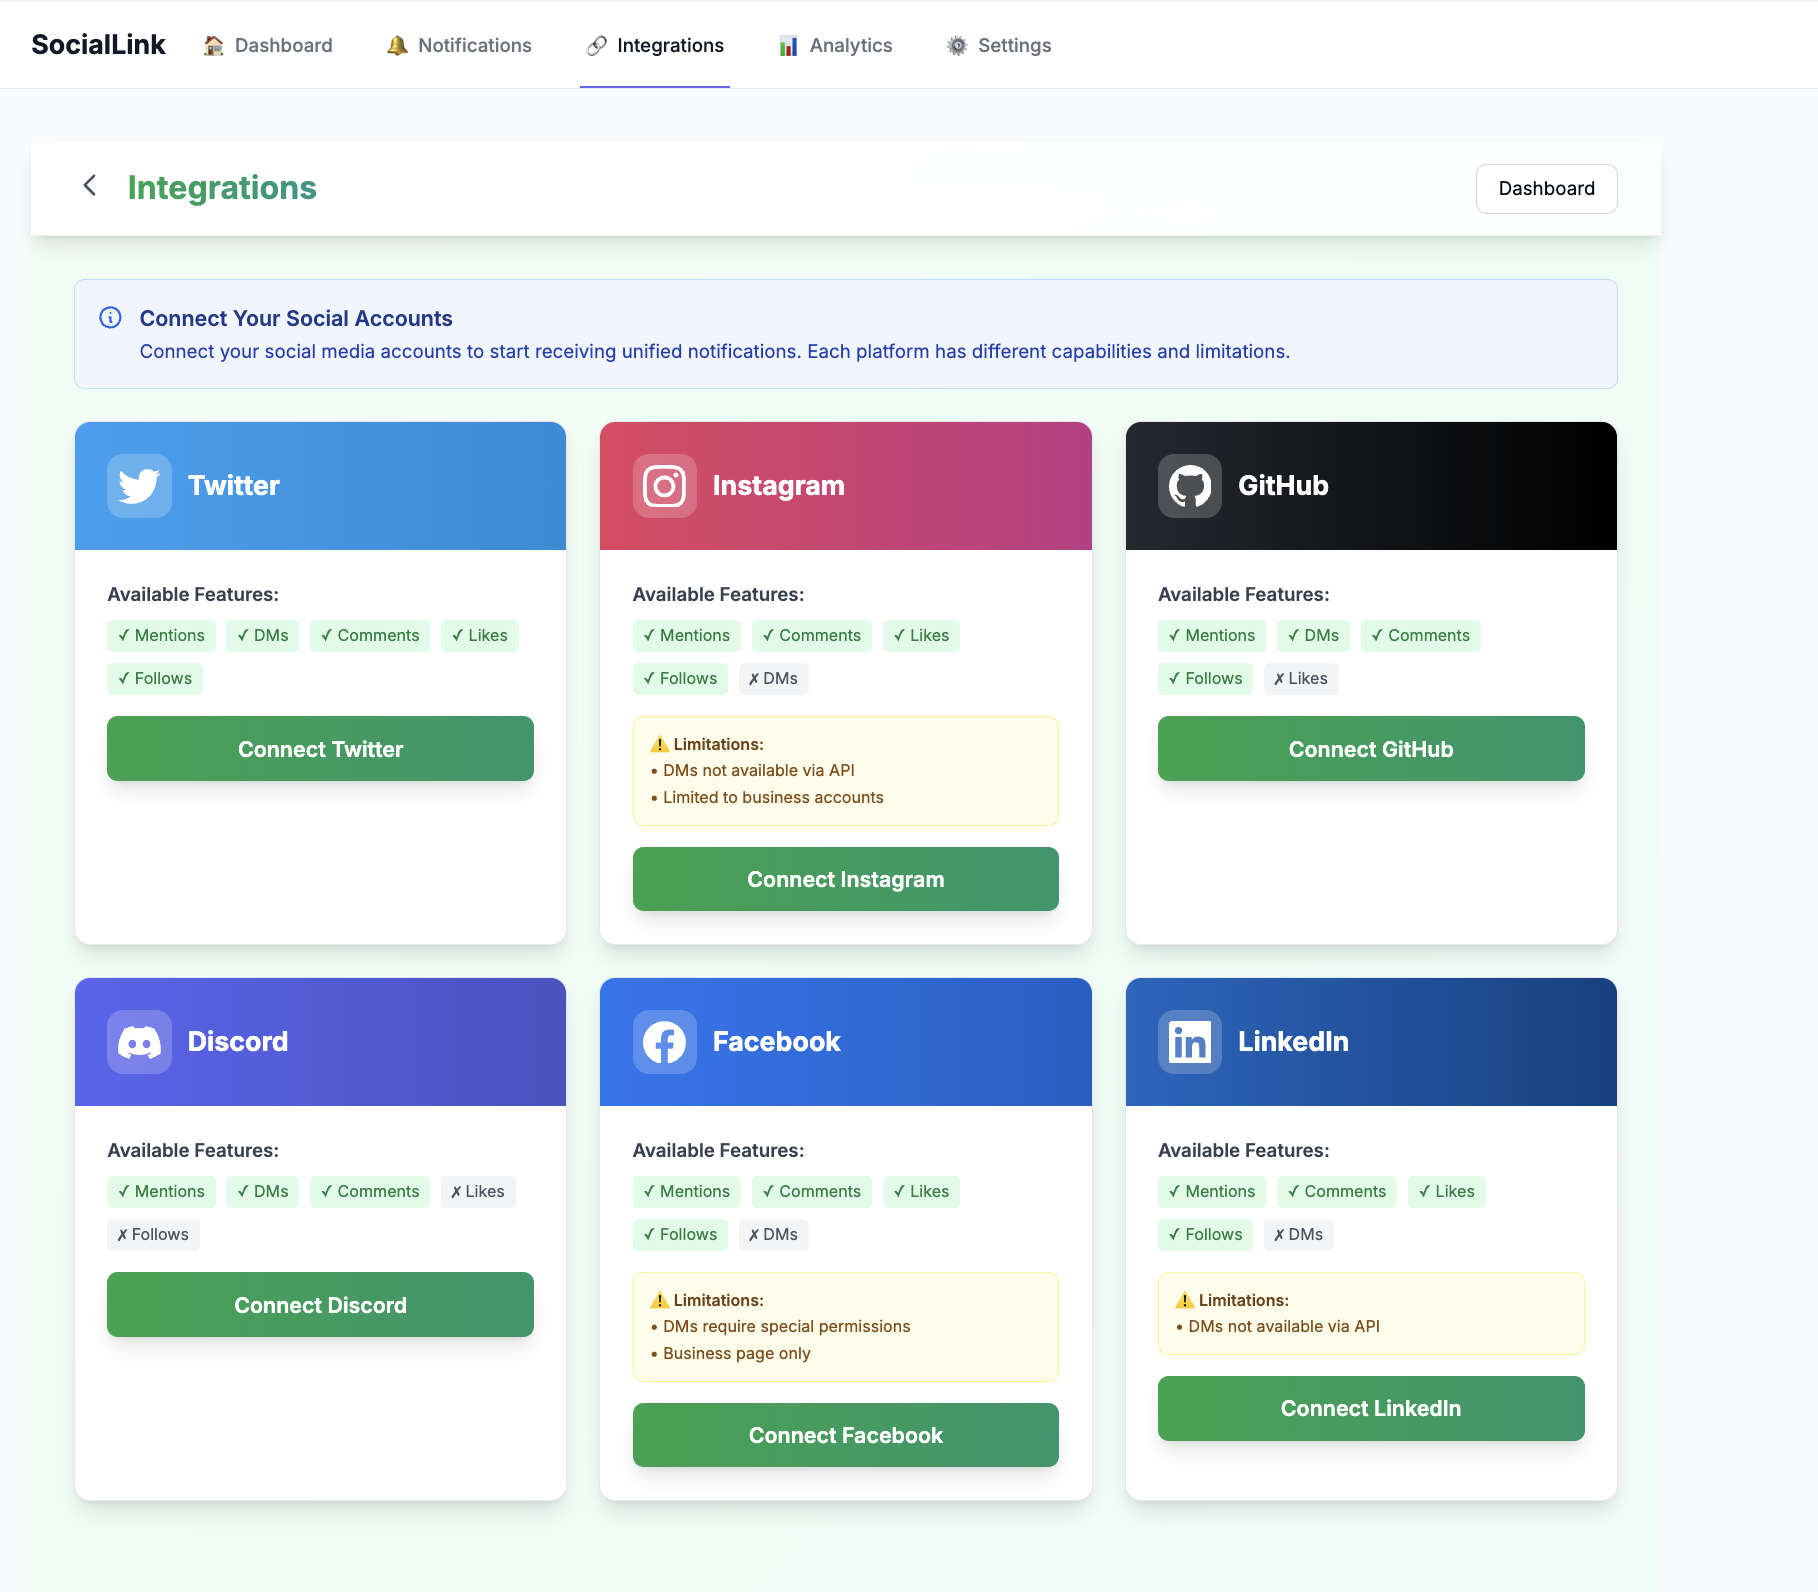 SocialLink
Dashboard
Notifications
Integrations
Analytics
Settings
Integrations
Dashboard
Connect Your Social Accounts
Connect your social media accounts to start receiving unified notifications. Each platform has different capabilities and limitations.
Twitter
Available Features:
✓ Mentions ✓ DMs ✓ Comments ✓ Likes
✓ Follows
Connect Twitter
Instagram
Available Features:
✓ Mentions ✓ Comments ✓ Likes
✓ Follows ✗ DMs
⚠️ Limitations:
• DMs not available via API
• Limited to business accounts
Connect Instagram
GitHub
Available Features:
✓ Mentions ✓ DMs ✓ Comments
✓ Follows ✗ Likes
Connect GitHub
Discord
Available Features:
✓ Mentions ✓ DMs ✓ Comments ✗ Likes
✗ Follows
Connect Discord
Facebook
Available Features:
✓ Mentions ✓ Comments ✓ Likes
✓ Follows ✗ DMs
⚠️ Limitations:
• DMs require special permissions
• Business page only
Connect Facebook
LinkedIn
Available Features:
✓ Mentions ✓ Comments ✓ Likes
✓ Follows ✗ DMs
⚠️ Limitations:
• DMs not available via API
Connect LinkedIn